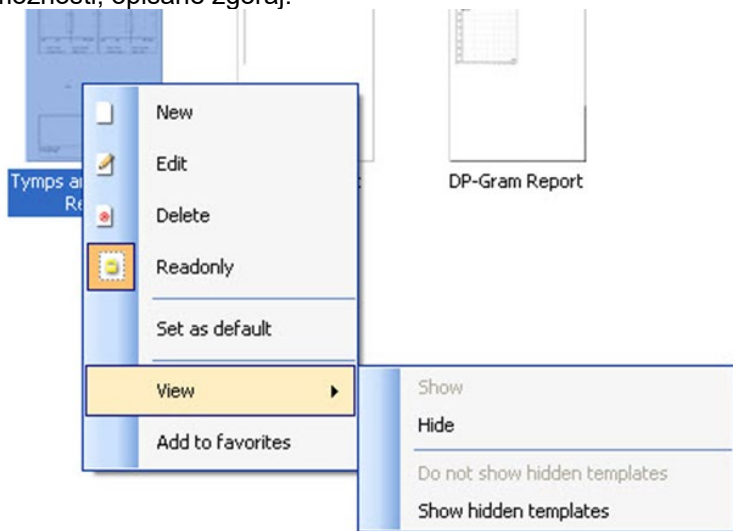 možnosti, opisano zgoraj:
New
Edit
Delete
Readonly
Set as default
View
Add to favorites
Show
Hide
Do not show hidden templates
Show hidden templates
Tymps a
Re
DP-Gram Report